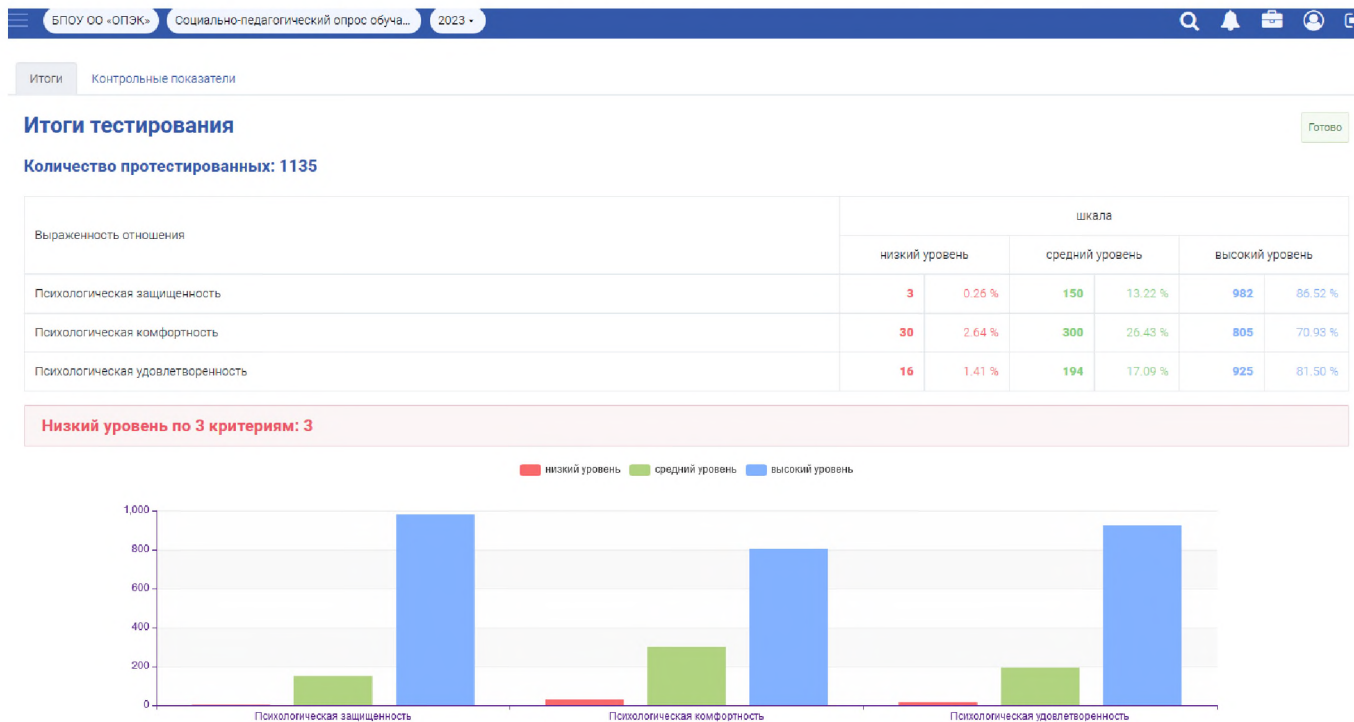 БПОУ ОО «ОПЭК» Социально-педагогический опрос обуча... 2023
Итоги Контрольные показатели
Итоги тестирования
Готово
Количество протестированных: 1135
Выраженность отношения
шкала
низкий уровень средний уровень высокий уровень
Психологическая защищенность 3 0.26 % 150 13.22 % 982 86.52 %
Психологическая комфортность 30 2.64 % 300 26.43 % 805 70.93 %
Психологическая удовлетворенность 16 1.41 % 194 17.09 % 925 81.50 %
Низкий уровень по 3 критериям: 3
низкий уровень средний уровень высокий уровень
1,000
800
600
400
200
0
Психологическая защищенность Психологическая комфортность Психологическая удовлетворенность